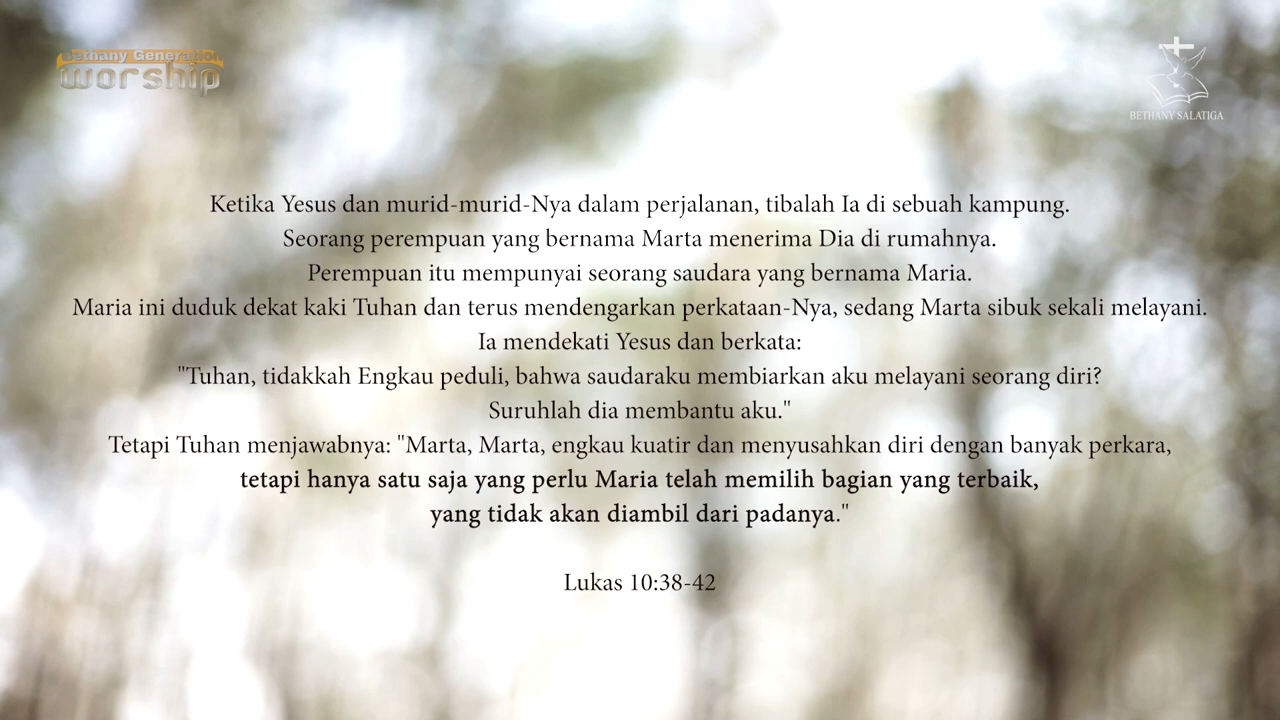 Bethany Generation
worship
BETHANY SALATIGA
Ketika Yesus dan murid-murid-Nya dalam perjalanan, tibalah Ia di sebuah kampung.
Seorang perempuan yang bernama Marta menerima Dia di rumahnya.
Perempuan itu mempunyai seorang saudara yang bernama Maria.
Maria ini duduk dekat kaki Tuhan dan terus mendengarkan perkataan-Nya, sedang Marta sibuk sekali melayani.
Ia mendekati Yesus dan berkata:
"Tuhan, tidakkah Engkau peduli, bahwa saudaraku membiarkan aku melayani seorang diri?
Suruhlah dia membantu aku."
Tetapi Tuhan menjawabnya: "Marta, Marta, engkau kuatir dan menyusahkan diri dengan banyak perkara,
tetapi hanya satu saja yang perlu Maria telah memilih bagian yang terbaik,
yang tidak akan diambil dari padanya."
Lukas 10:38-42